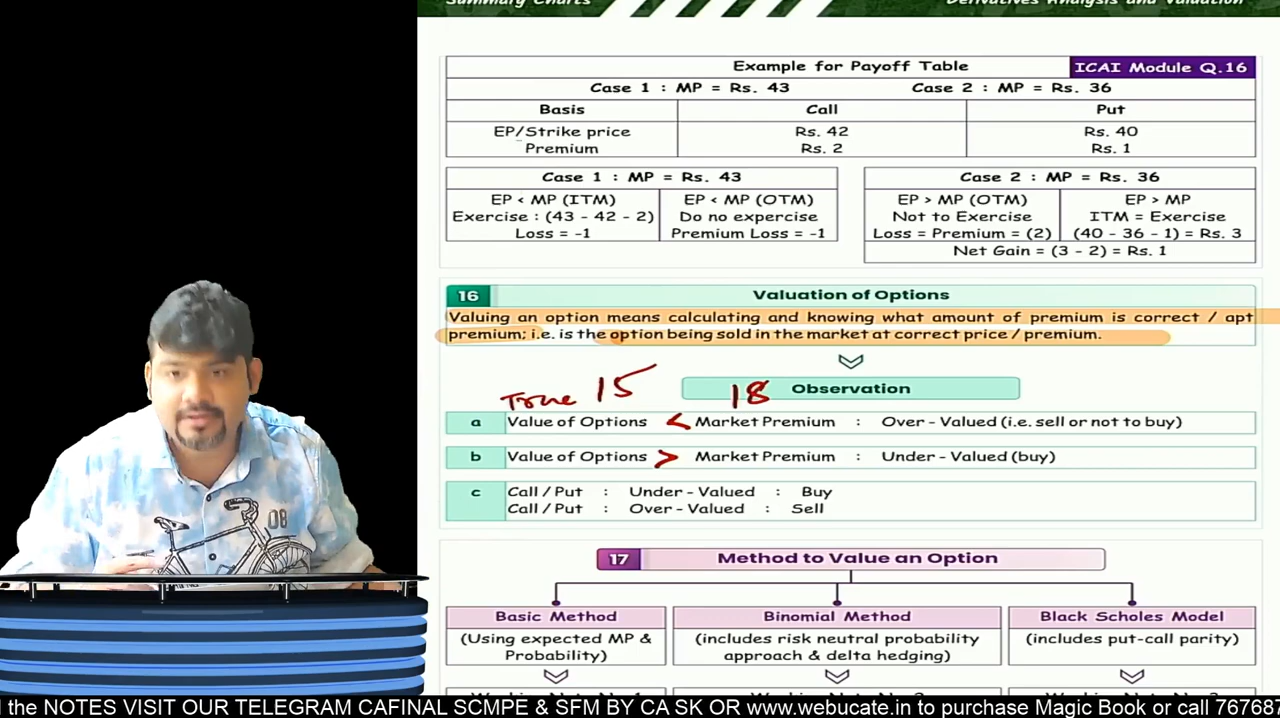 Summary Charts
Derivatives Analysis and Valuation
Example for Payoff Table
ICAI Module Q.16
Case 1 : MP = Rs. 43
Case 2 : MP = Rs. 36
Basis
Call
Put
EP/Strike price
Rs. 42
Rs. 40
Premium
Rs. 2
Rs. 1
Case 1 : MP = Rs. 43
EP < MP (ITM)
EP < MP (OTM)
Exercise : (43 - 42 - 2)
Do no expercise
Loss = -1
Premium Loss = -1
Case 2 : MP = Rs. 36
EP > MP (OTM)
EP > MP
Not to Exercise
ITM = Exercise
Loss = Premium = (2)
(40 - 36 - 1) = Rs. 3
Net Gain = (3 - 2) = Rs. 1
16
Valuation of Options
Valuing an option means calculating and knowing what amount of premium is correct / apt
premium; i.e. is the option being sold in the market at correct price / premium.
True 15
18
Observation
a Value of Options < Market Premium : Over - Valued (i.e. sell or not to buy)
b Value of Options > Market Premium : Under - Valued (buy)
c Call / Put : Under - Valued : Buy
Call / Put : Over - Valued : Sell
17
Method to Value an Option
Basic Method
Binomial Method
Black Scholes Model
(Using expected MP &
Probability)
(includes risk neutral probability
approach & delta hedging)
(includes put-call parity)
08
the NOTES VISIT OUR TELEGRAM CAFINAL SCMPE & SFM BY CA SK OR www.webucate.in to purchase Magic Book or call 76768